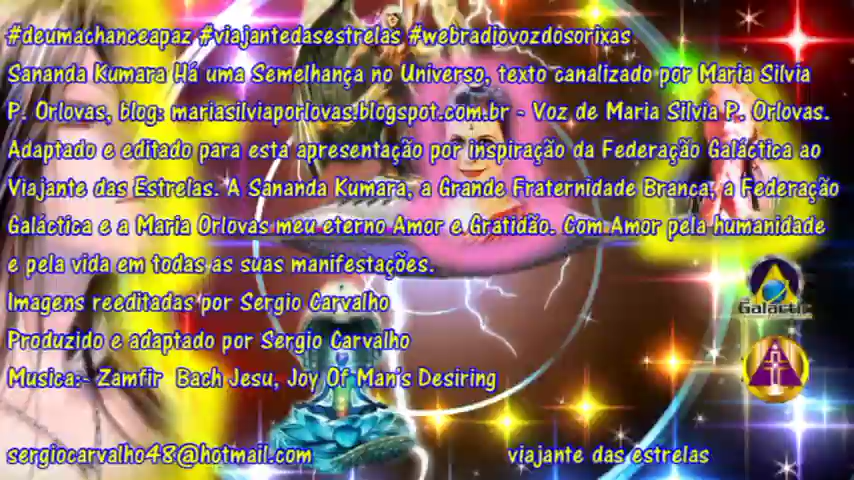 #deumachanceapaz #viajantedasestrelas #webradiovozdosorixas
Sananda Kumara Há uma Semelhança no Universo, texto canalizado por Maria Silvia
P. Orlovas, blog: mariasilviaporlovas.blogspot.com.br - Voz de Maria Silvia P. Orlovas.
Adaptado e editado para esta apresentação por inspiração da Federação Galáctica ao
Viajante das Estrelas. A Sananda Kumara, a Grande Fraternidade Branca, a Federação
Galáctica e a Maria Orlovas meu eterno Amor e Gratidão. Com Amor pela humanidade
e pela vida em todas as suas manifestações.
Imagens reeditadas por Sergio Carvalho
Galactic
Produzido e adaptado por Sergio Carvalho
Musica:- Zamfir Bach Jesu, Joy Of Man's Desiring
sergiocarvalho48@hotmail.com
viajante das estrelas